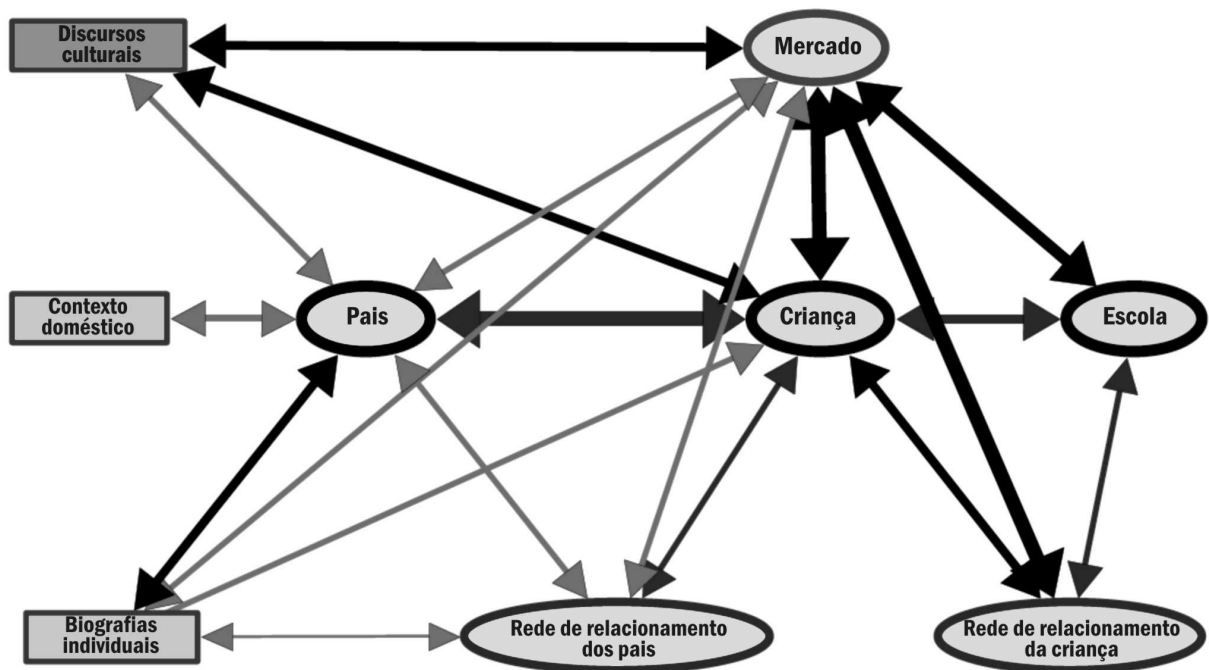 Discursos
culturais
Mercado
Contexto
doméstico
Pais
Criança
Escola
Biografias
individuais
Rede de relacionamento
dos pais
Rede de relacionamento
da criança